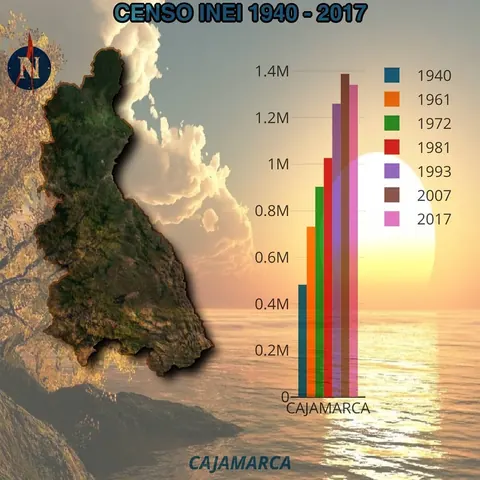 CENSO INEI 1940 - 2017
N
1.4M
1.2M
1M
0.8M
0.6M
0.4M
0.2M
0
CAJAMARCA
1940
1961
1972
1981
1993
2007
2017
CAJAMARCA